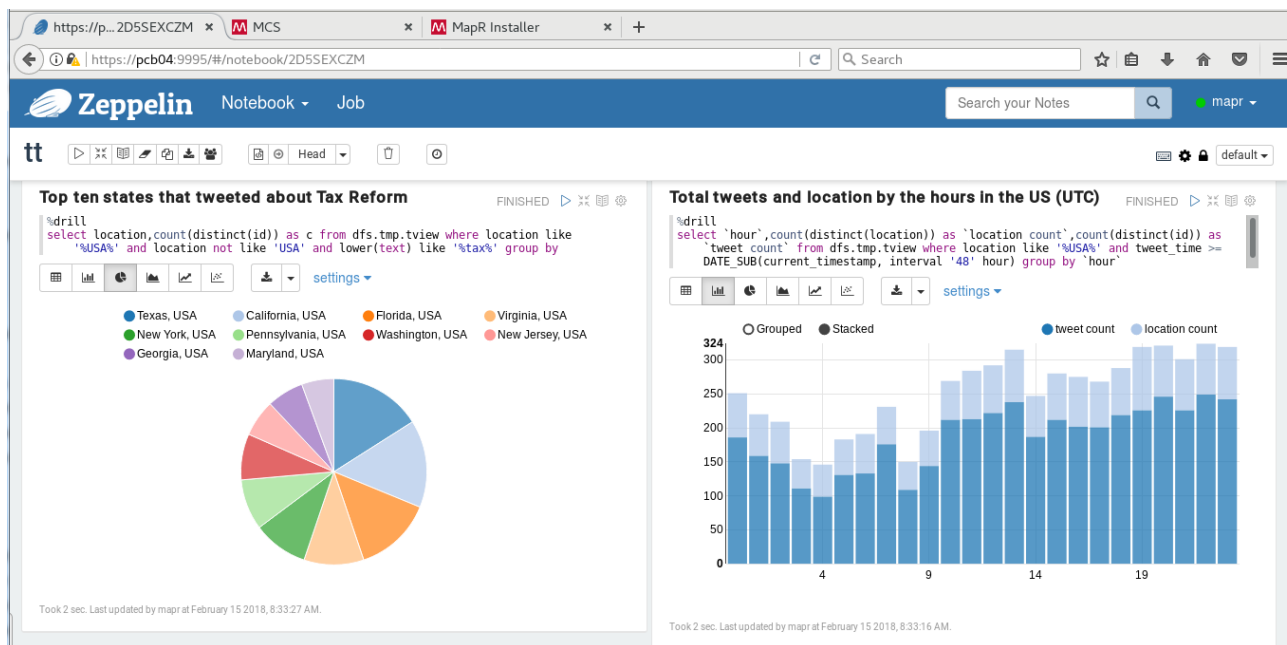 https://p... 2D5SEXCZM × MCS × MapR Installer × +
https://pcb04:9995/#/notebook/2D5SEXCZM Search
Zeppelin Notebook Job Search your Notes mapr
tt Head default
Top ten states that tweeted about Tax Reform FINISHED
%drill
select location,count(distinct(id)) as c from dfs.tmp.tview where location like
'%USA%' and location not like 'USA' and lower(text) like '%tax%' group by
settings
Texas, USA California, USA Florida, USA Virginia, USA
New York, USA Pennsylvania, USA Washington, USA New Jersey, USA
Georgia, USA Maryland, USA
Took 2 sec. Last updated by mapr at February 15 2018, 8:33:27 AM.
Total tweets and location by the hours in the US (UTC) FINISHED
%drill
select `hour`,count(distinct(location)) as `location count`,count(distinct(id)) as
`tweet count` from dfs.tmp.tview where location like '%USA%' and tweet_time >=
DATE_SUB(current_timestamp, interval '48' hour) group by `hour`
settings
Grouped Stacked tweet count location count
324
300
250
200
150
100
50
0
4 9 14 19
Took 2 sec. Last updated by mapr at February 15 2018, 8:33:16 AM.